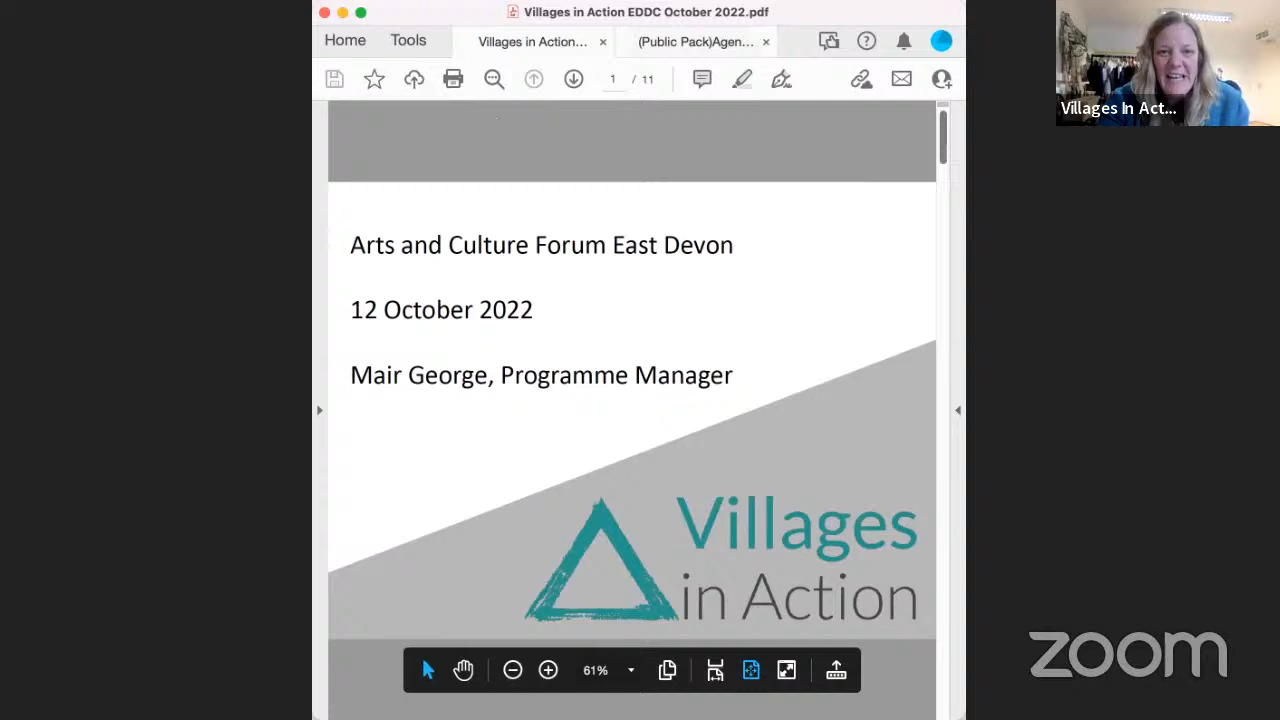 Villages in Action EDDC October 2022.pdf
Home Tools Villages in Action... × (Public Pack)Agen... ×
1 / 11
Villages In Act...
Arts and Culture Forum East Devon
12 October 2022
Mair George, Programme Manager
Villages
in Action
61%
zoom